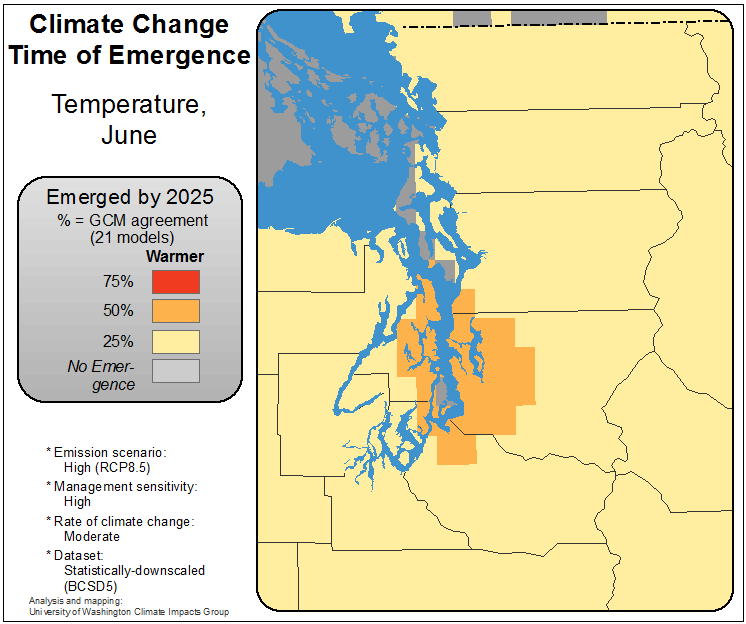 Climate Change
Time of Emergence
Temperature,
June
Emerged by 2025
% = GCM agreement
(21 models)
Warmer
75%
50%
25%
No Emer-
gence
* Emission scenario:
High (RCP8.5)
* Management sensitivity:
High
* Rate of climate change:
Moderate
* Dataset:
Statistically-downscaled
(BCSD5)
Analysis and mapping:
University of Washington Climate Impacts Group